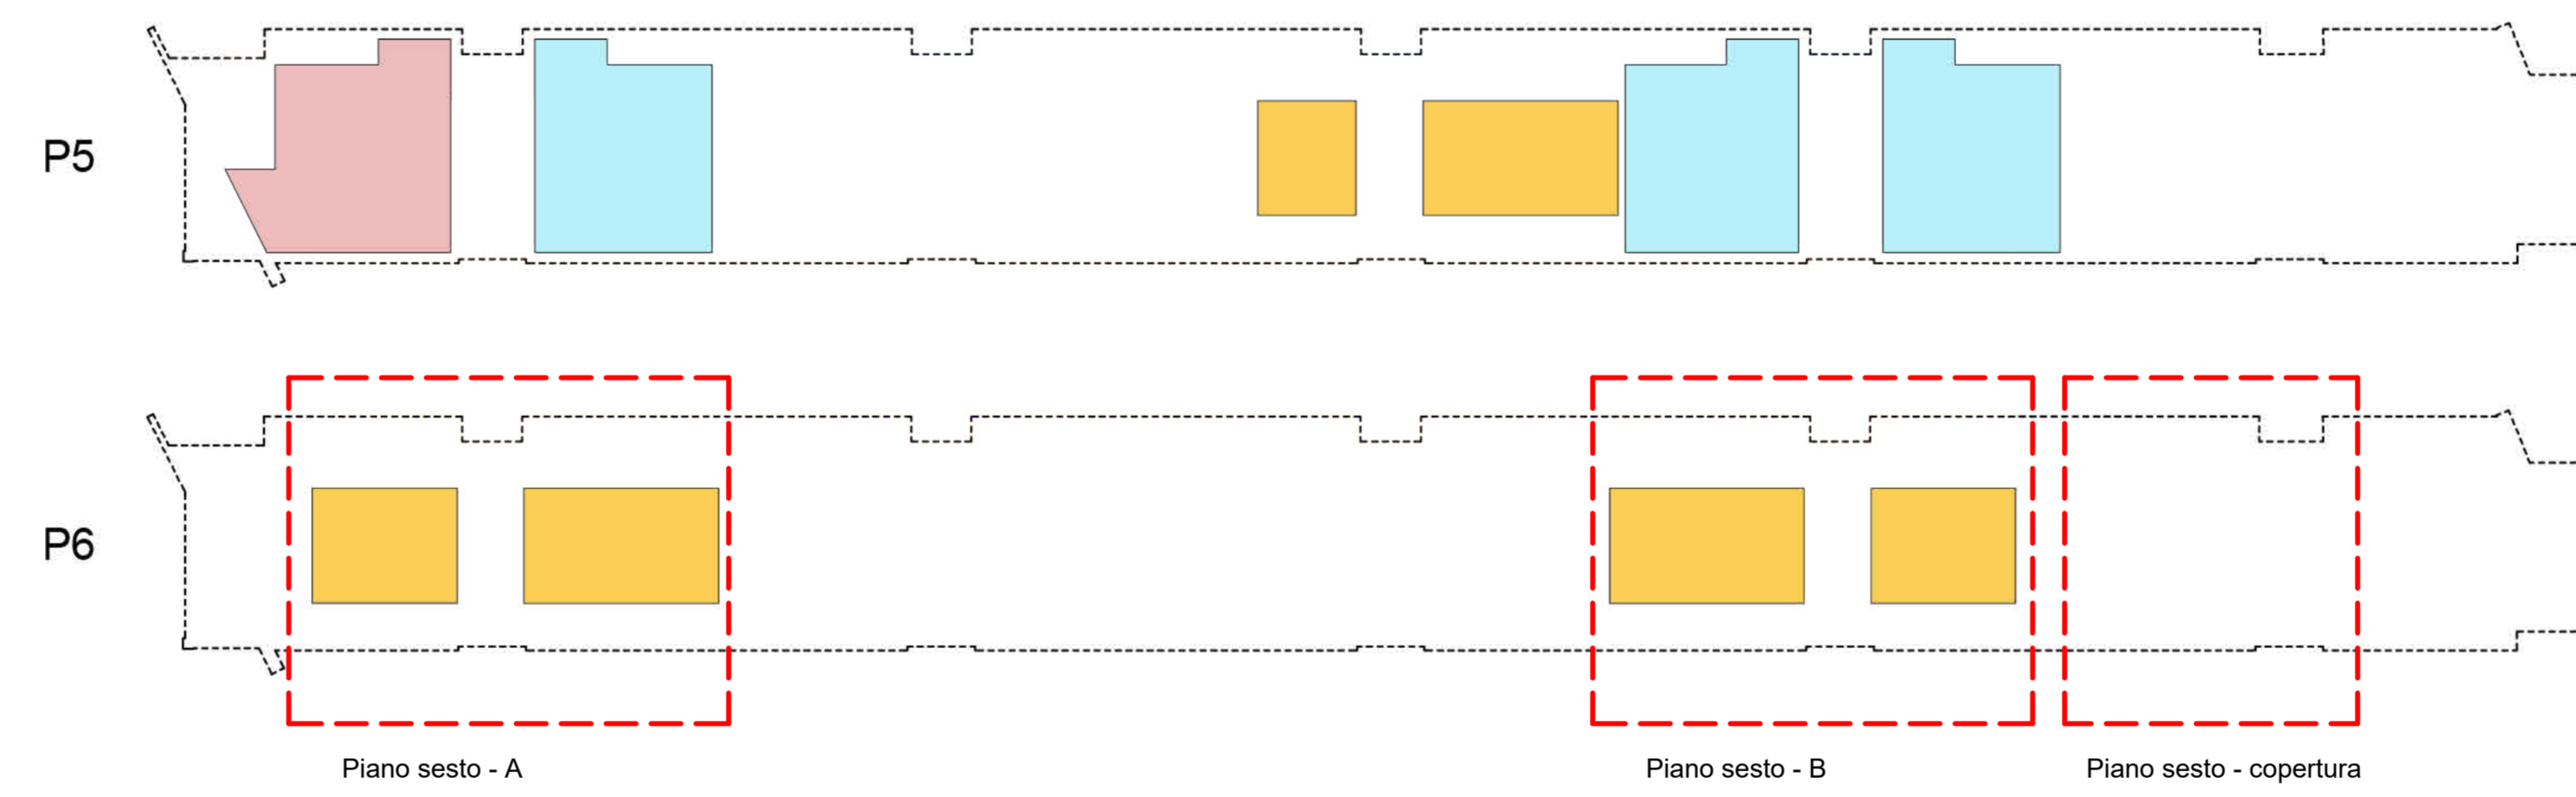 P5
P6
Piano sesto - A
Piano sesto - B
Piano sesto - copertura